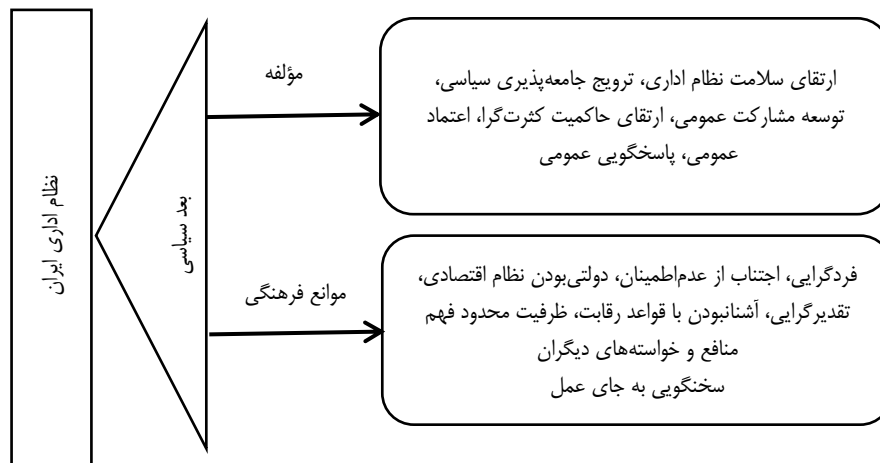 نظام اداری ایران
بعد سیاسی
مؤلفه
ارتقای سلامت نظام اداری، ترویج جامعه‌پذیری سیاسی،
توسعه مشارکت عمومی، ارتقای حاکمیت کثرت‌گرا، اعتماد
عمومی، پاسخگویی عمومی
موانع فرهنگی
فردگرایی، اجتناب از عدم‌اطمینان، دولتی‌بودن نظام اقتصادی،
تقدیرگرایی، آشنانبودن با قواعد رقابت، ظرفیت محدود فهم
منافع و خواسته‌های دیگران
سخنگویی به جای عمل